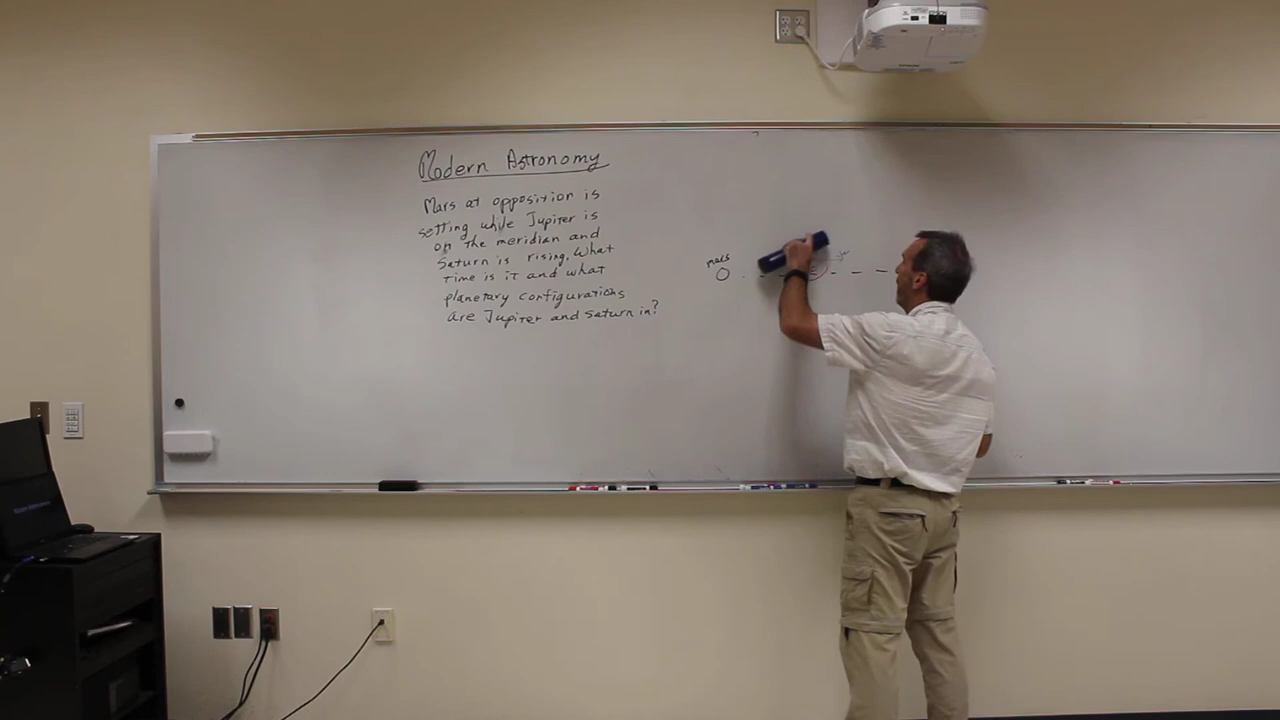 Modern Astronomy
Mars at opposition is
setting while Jupiter is
on the meridian and
Saturn is rising. What
time is it and what
planetary configurations
are Jupiter and Saturn in?
mars